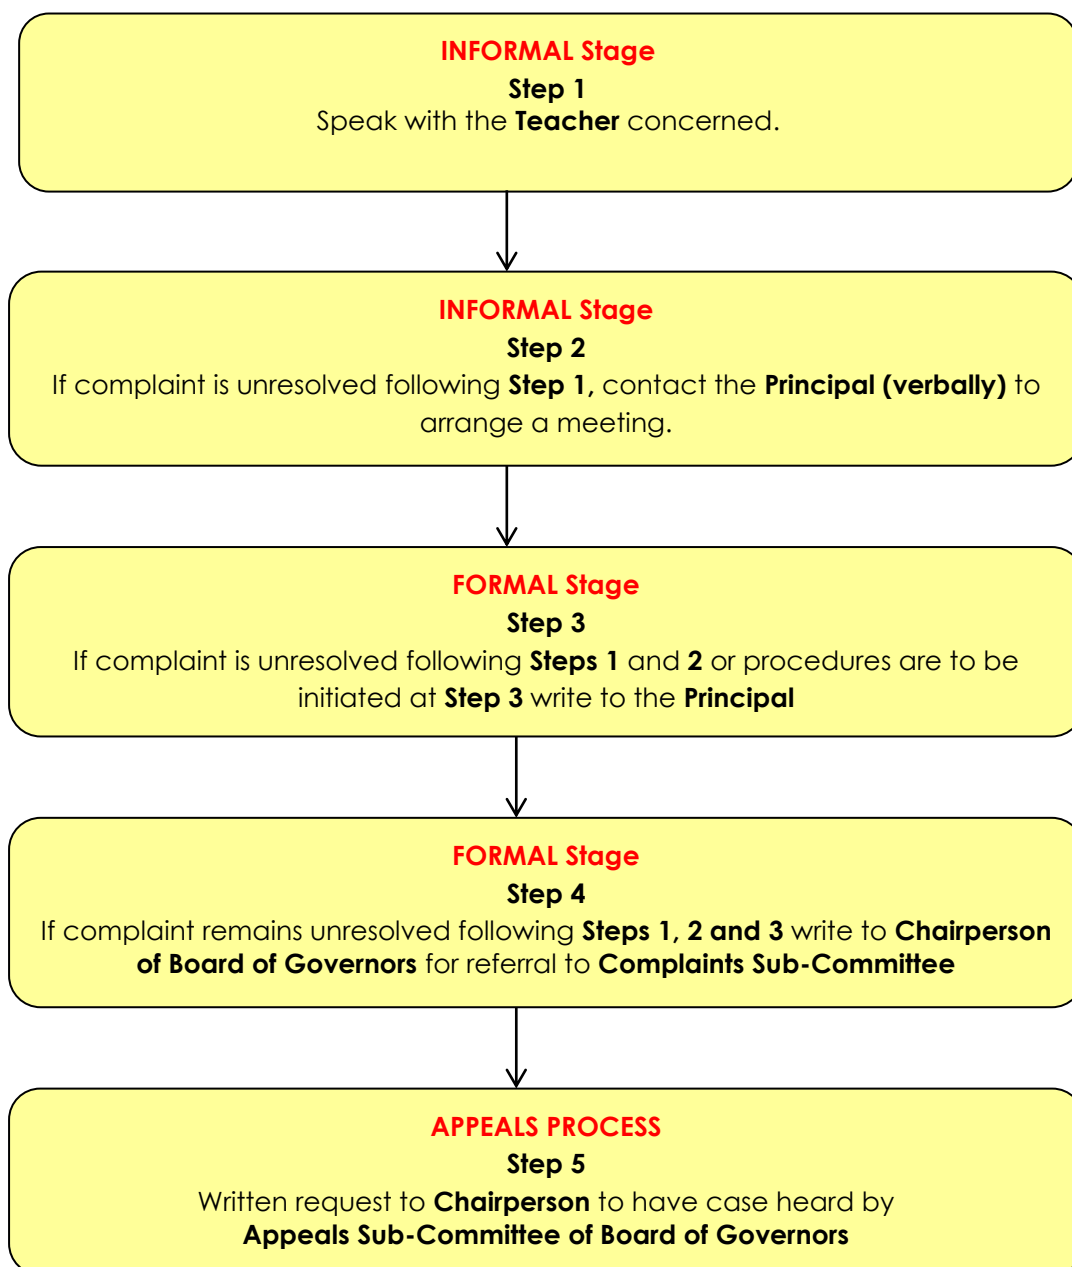 INFORMAL Stage
Step 1
Speak with the Teacher concerned.
INFORMAL Stage
Step 2
If complaint is unresolved following Step 1, contact the Principal (verbally) to
arrange a meeting.
FORMAL Stage
Step 3
If complaint is unresolved following Steps 1 and 2 or procedures are to be
initiated at Step 3 write to the Principal
FORMAL Stage
Step 4
If complaint remains unresolved following Steps 1, 2 and 3 write to Chairperson
of Board of Governors for referral to Complaints Sub-Committee
APPEALS PROCESS
Step 5
Written request to Chairperson to have case heard by
Appeals Sub-Committee of Board of Governors